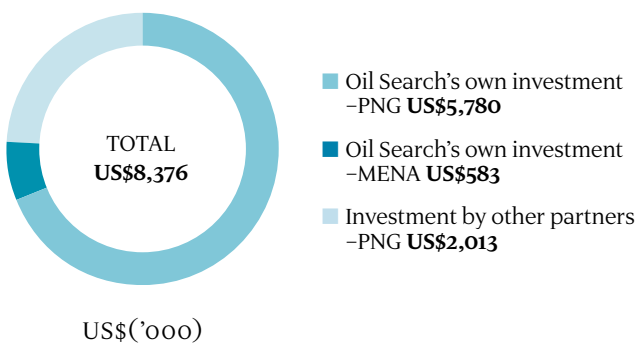 TOTAL
US$8,376
Oil Search’s own investment
–PNG US$5,780
Oil Search’s own investment
–MENA US$583
Investment by other partners
–PNG US$2,013
US$(’000)